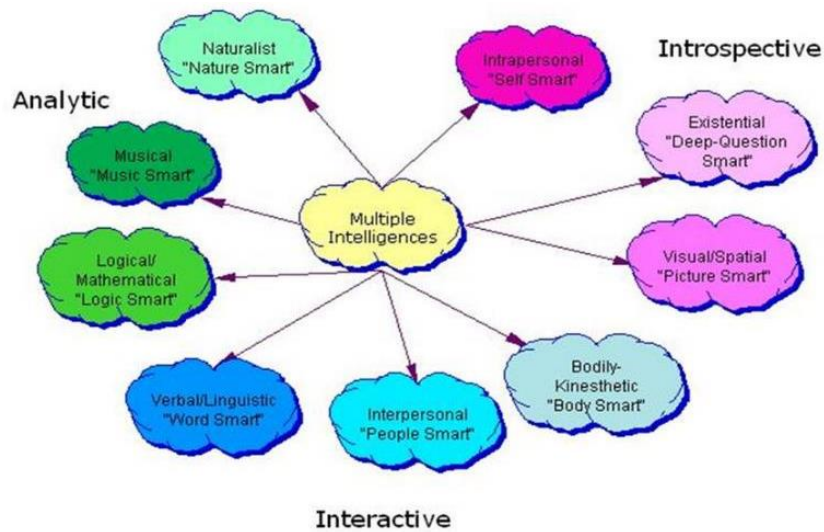 Naturalist
"Nature Smart"
Intrapersonal
"Self Smart"
Introspective
Analytic
Existential
"Deep-Question
Smart"
Musical
"Music Smart"
Multiple
Intelligences
Logical/
Mathematical
"Logic Smart"
Visual/Spatial
"Picture Smart"
Bodily-
Kinesthetic
"Body Smart"
Verbal/Linguistic
"Word Smart"
Interpersonal
"People Smart"
Interactive